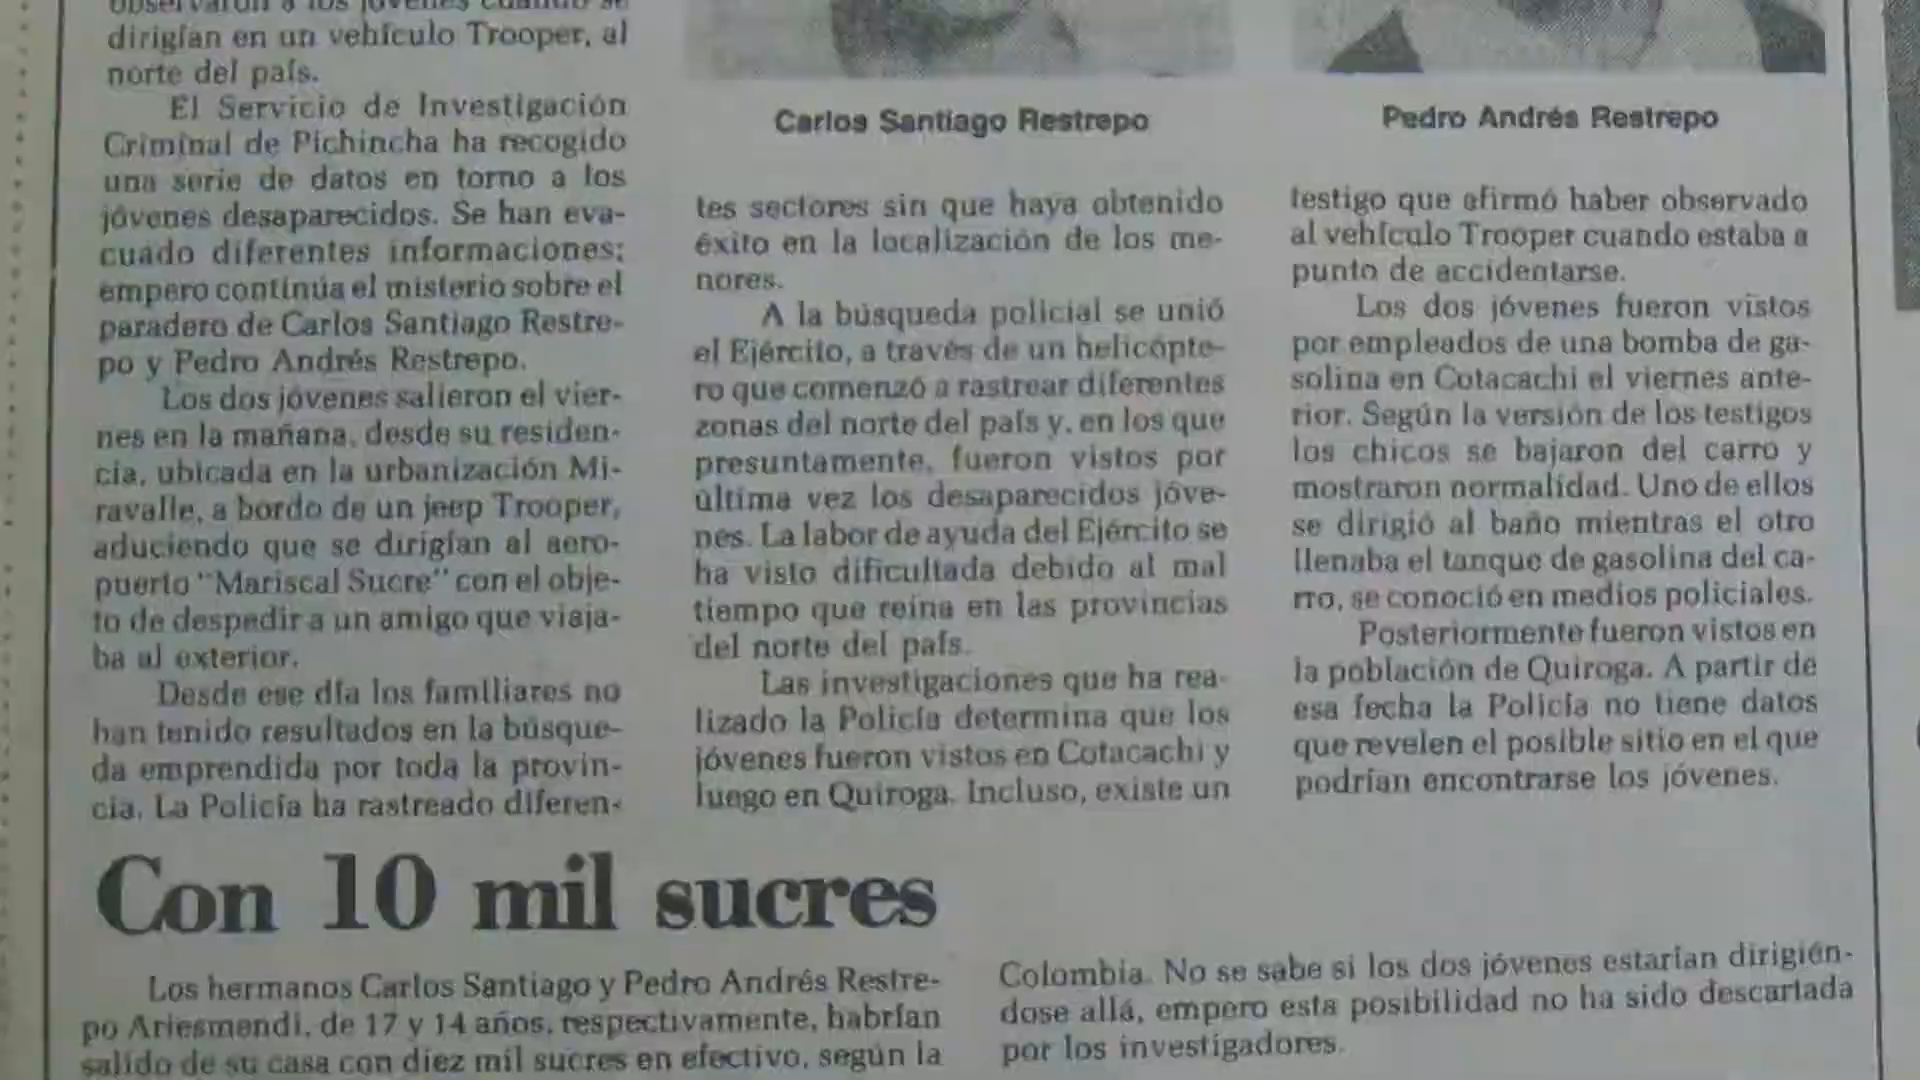 observaron a los jóvenes cuando se
dirigían en un vehículo Trooper, al
norte del país.
El Servicio de Investigación
Criminal de Pichincha ha recogido
una serie de datos en torno a los
jóvenes desaparecidos. Se han eva-
cuado diferentes informaciones;
empero continúa el misterio sobre el
paradero de Carlos Santiago Restre-
po y Pedro Andrés Restrepo.
Los dos jóvenes salieron el vier-
nes en la mañana, desde su residen-
cia, ubicada en la urbanización Mi-
ravalle, a bordo de un jeep Trooper,
aduciendo que se dirigían al aero-
puerto "Mariscal Sucre" con el obje-
to de despedir a un amigo que viaja-
ba al exterior.
Desde ese día los familiares no
han tenido resultados en la búsque-
da emprendida por toda la provin-
cia. La Policía ha rastreado diferen-
Carlos Santiago Restrepo
tes sectores sin que haya obtenido
éxito en la localización de los me-
nores.
A la búsqueda policial se unió
el Ejército, a través de un helicópte-
ro que comenzó a rastrear diferentes
zonas del norte del país y, en los que
presuntamente, fueron vistos por
última vez los desaparecidos jóve-
nes. La labor de ayuda del Ejército se
ha visto dificultada debido al mal
tiempo que reina en las provincias
del norte del país.
Las investigaciones que ha rea-
lizado la Policía determina que los
jóvenes fueron vistos en Cotacachi y
luego en Quiroga. Incluso, existe un
Pedro Andrés Restrepo
testigo que afirmó haber observado
al vehículo Trooper cuando estaba a
punto de accidentarse.
Los dos jóvenes fueron vistos
por empleados de una bomba de ga-
solina en Cotacachi el viernes ante-
rior. Según la versión de los testigos
los chicos se bajaron del carro y
mostraron normalidad. Uno de ellos
se dirigió al baño mientras el otro
llenaba el tanque de gasolina del ca-
rro, se conoció en medios policiales.
Posteriormente fueron vistos en
la población de Quiroga. A partir de
esa fecha la Policía no tiene datos
que revelen el posible sitio en el que
podrían encontrarse los jóvenes.
Con 10 mil sucres
Los hermanos Carlos Santiago y Pedro Andrés Restre-
po Ariesmendi, de 17 y 14 años, respectivamente, habrían
salido de su casa con diez mil sucres en efectivo, según la
Colombia. No se sabe si los dos jóvenes estarían dirigién-
dose allá, empero esta posibilidad no ha sido descartada
por los investigadores.